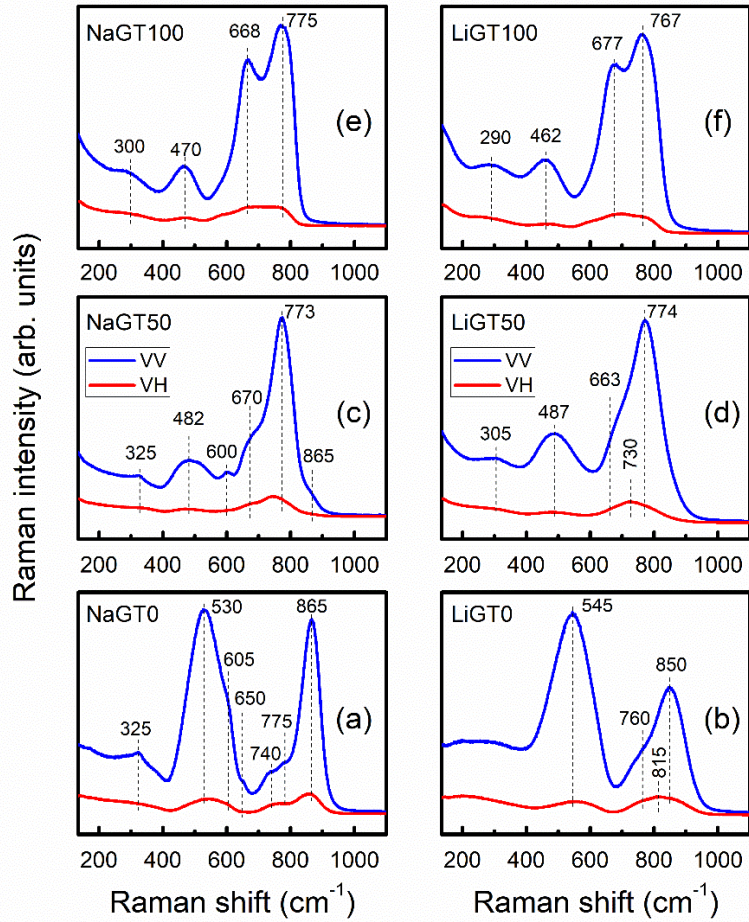 NaGT100
668
775
300
470
(e)
200 400 600 800 1000
LiGT100
677
767
290
462
(f)
200 400 600 800 1000
Raman intensity (arb. units)
NaGT50
VV
VH
773
670
482
600
325
865
(c)
200 400 600 800 1000
LiGT50
VV
VH
774
663
487
730
305
(d)
200 400 600 800 1000
NaGT0
530
865
605
650
775
325
740
(a)
200 400 600 800 1000
Raman shift (cm⁻¹)
LiGT0
545
850
760
815
(b)
200 400 600 800 1000
Raman shift (cm⁻¹)